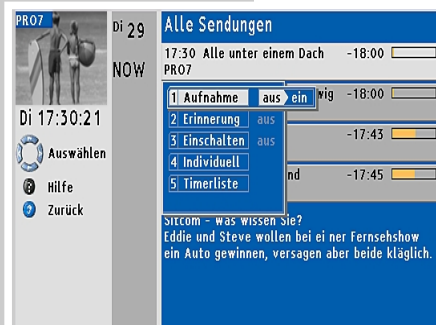 PRO7
Di 29
NOW
Di 17:30:21
Auswählen
Hilfe
Zurück
Alle Sendungen
17:30 Alle unter einem Dach -18:00
PRO7
1 Aufnahme aus ein
wig -18:00
2 Erinnerung aus
3 Einschalten aus
-17:43
4 Individuell
nd -17:45
5 Timerliste
Sitcom - Was wissen Sie?
Eddie und Steve wollen bei ei ner Fernsehshow
ein Auto gewinnen, versagen aber beide kläglich.